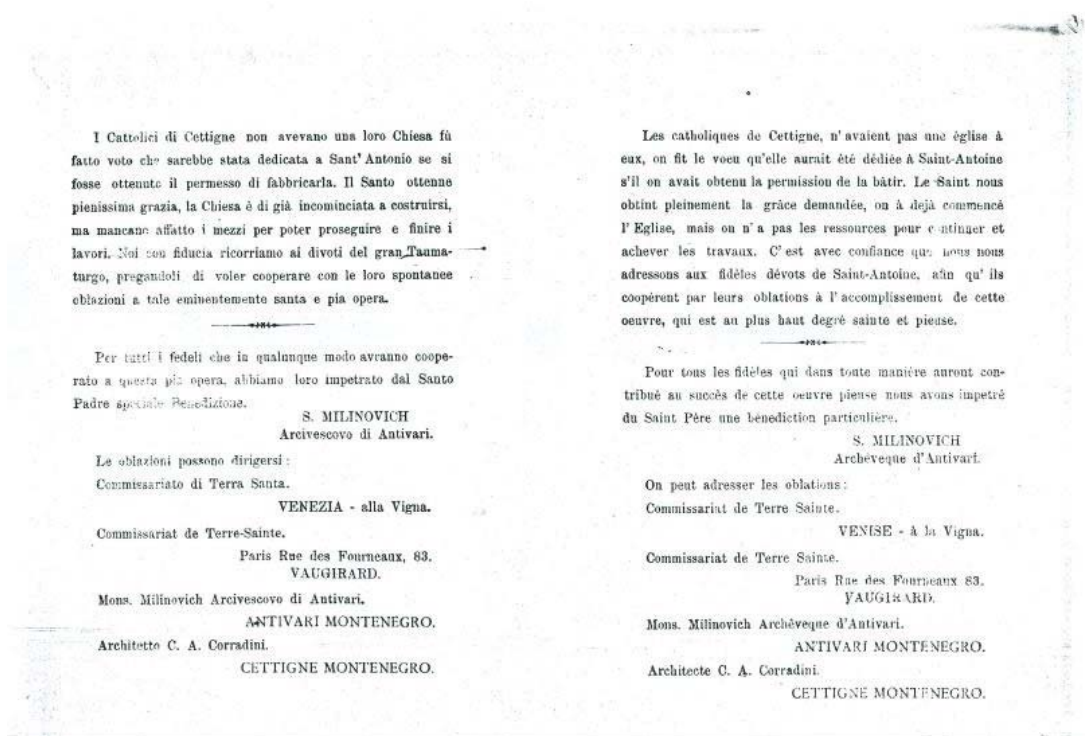 I Cattolici di Cettigne non avevano una loro Chiesa fù
fatto voto che sarebbe stata dedicata a Sant' Antonio se si
fosse ottenuto il permesso di fabbricarla. Il Santo ottenne
pienissima grazia, la Chiesa è di già incominciata a costruirsi,
ma mancano affatto i mezzi per poter proseguire e finire i
lavori. Noi con fiducia ricorriamo ai divoti del gran Tauma-
turgo, pregandoli di voler cooperare con le loro spontanee
oblazioni a tale eminentemente santa e pia opera.
Per tutti i fedeli che in qualunque modo avranno coope-
rato a questa pia opera, abbiamo loro impetrato dal Santo
Padre speciale Benedizione.
S. MILINOVICH
Arcivescovo di Antivari.
Le oblazioni possono dirigersi :
Commissariato di Terra Santa.
VENEZIA - alla Vigna.
Commissariat de Terre-Sainte.
Paris Rue des Fourneaux, 83.
VAUGIRARD.
Mons. Milinovich Arcivescovo di Antivari.
ANTIVARI MONTENEGRO.
Architetto C. A. Corradini.
CETTIGNE MONTENEGRO.
Les catholiques de Cettigne, n' avaient pas une église à
eux, on fit le voeu qu'elle aurait été dédiée à Saint-Antoine
s'il on avait obtenu la permission de la bâtir. Le Saint nous
obtint pleinement la grâce demandée, on à dejà commencé
l' Eglise, mais on n' a pas les ressources pour continuer et
achever les travaux. C' est avec confiance que nous nous
adressons aux fidèles dévots de Saint-Antoine, afin qu' ils
coopérent par leurs oblations à l' accomplissement de cette
oeuvre, qui est au plus haut degré sainte et pieuse.
Pour tous les fidèles qui dans toute manière auront con-
tribué au succès de cette oeuvre pieuse nous avons impetré
du Saint Père une bénediction particulière.
S. MILINOVICH
Archêveque d'Antivari.
On peut adresser les oblations :
Commissariat de Terre Sainte.
VENISE - à la Vigna.
Commissariat de Terre Sainte.
Paris Rue des Fourneaux 83.
VAUGIRARD.
Mons. Milinovich Archêveque d'Antivari.
ANTIVARI MONTENEGRO.
Architecte C. A. Corradini.
CETTIGNE MONTENEGRO.